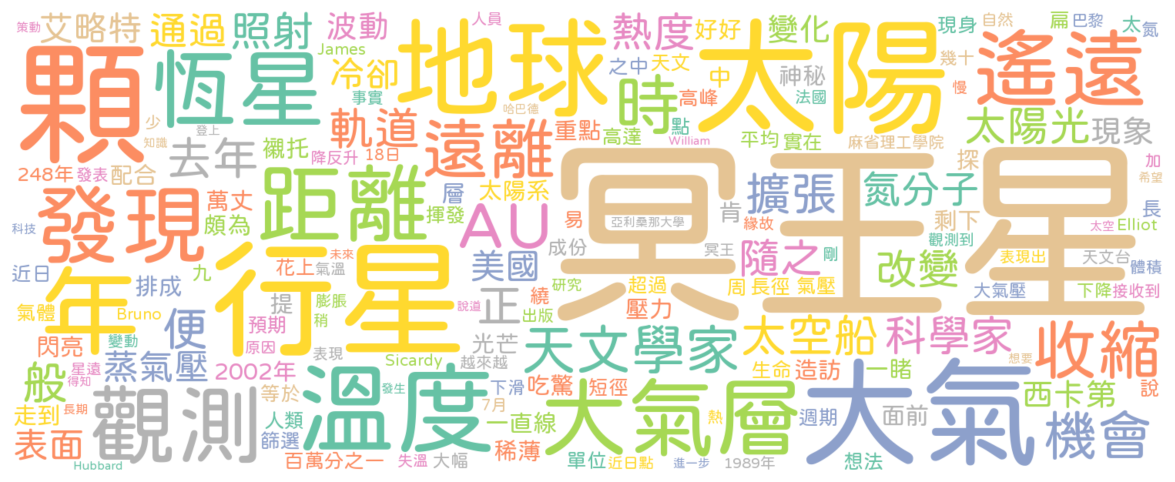 策動
艾略特
通過
照射
波動
人員
James
熱度
好好
變化
現身
自然
扁
巴黎
太
氮
顆
恆星
冷卻
地球
之中
天文
中
神秘
太陽
幾十
遙遠
慢
事實
哈巴德
時
高峰
法國
少
知識
登上
去年
襯托
軌道
遠離
重點
高達
點
William
平均
實在
麻省理工學院
太陽光
現象
248年
發表
配合
降反升
18日
層
太陽系
冥王星
擴張
氮分子
探
加
希望
發現
萬丈
頗為
距離
揮發
AU
易
亞利桑那大學
肯
緣故
剩下
長
科技
九
未來
成份
冥王
隨之
剛
觀測到
太空
Elliot
近日
年
排成
行星
花上
氣溫
美國
說道
研究
超過
周
長徑
氣壓
改變
表現出
天文台
體積
氣體
Bruno
便
提
膨脹
稍
正
繞
出版
壓力
大氣壓
下降
接收到
閃亮
變動
預期
原因
光芒
天文學家
太空船
科學家
收縮
星遠
得知
蒸氣壓
2002年
表現
Sicardy
越來越
般
等於
溫度
下滑
吃驚
短徑
生命
造訪
一睹
想要
西卡第
說
走到
長期
觀測
發生
7月
人類
篩選
一直線
大氣層
熱
週期
大氣
面前
機會
表面
Hubbard
百萬分之一
失溫
大幅
稀薄
單位
近日點
進一步
1989年
想法